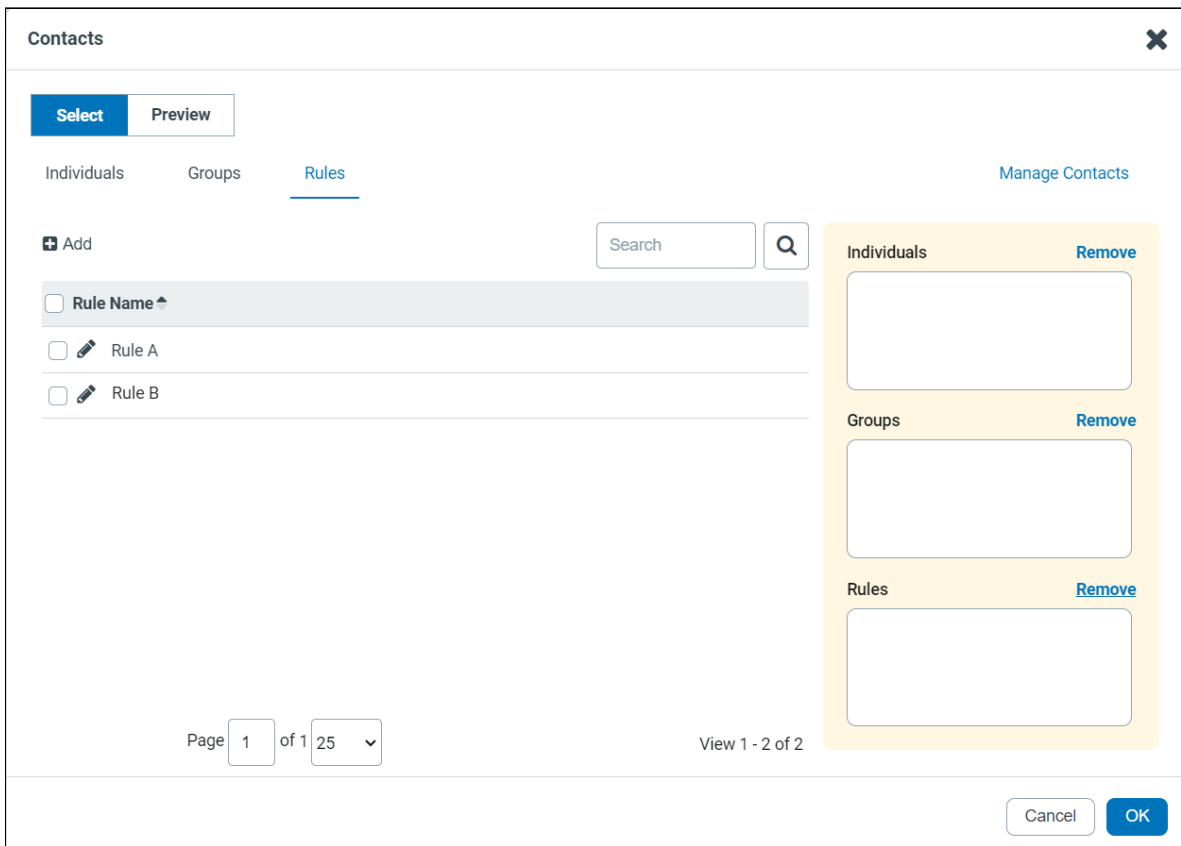 Contacts
Select Preview
Individuals Groups Rules Manage Contacts
Add Search
Rule Name
Rule A
Rule B
Page 1 of 1 25 View 1 - 2 of 2
Individuals Remove
Groups Remove
Rules Remove
Cancel OK